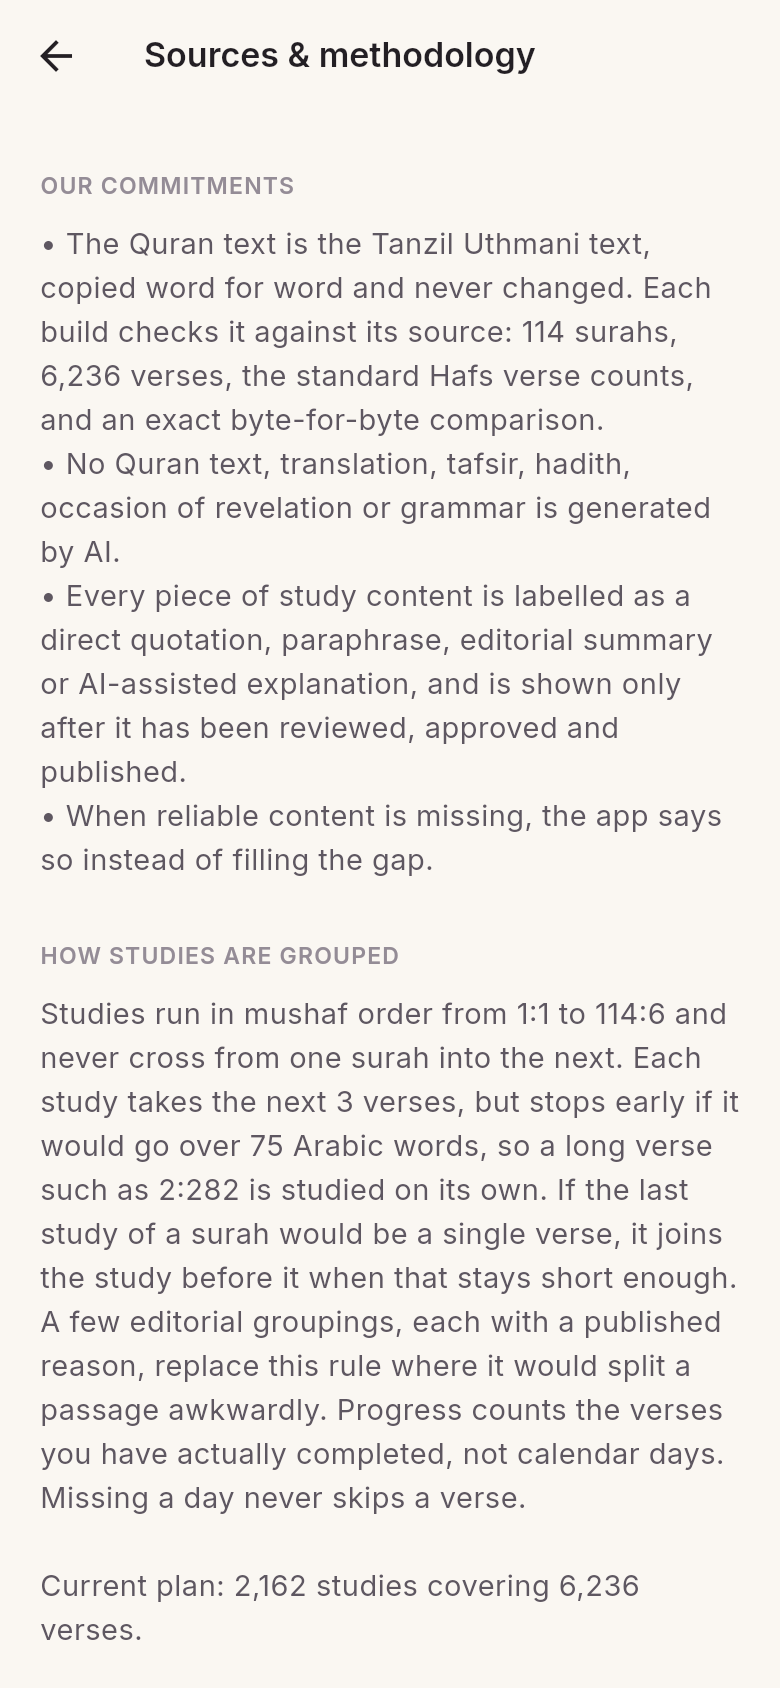 Sources & methodology
OUR COMMITMENTS
• The Quran text is the Tanzil Uthmani text,
copied word for word and never changed. Each
build checks it against its source: 114 surahs,
6,236 verses, the standard Hafs verse counts,
and an exact byte-for-byte comparison.
• No Quran text, translation, tafsir, hadith,
occasion of revelation or grammar is generated
by AI.
• Every piece of study content is labelled as a
direct quotation, paraphrase, editorial summary
or AI-assisted explanation, and is shown only
after it has been reviewed, approved and
published.
• When reliable content is missing, the app says
so instead of filling the gap.
HOW STUDIES ARE GROUPED
Studies run in mushaf order from 1:1 to 114:6 and
never cross from one surah into the next. Each
study takes the next 3 verses, but stops early if it
would go over 75 Arabic words, so a long verse
such as 2:282 is studied on its own. If the last
study of a surah would be a single verse, it joins
the study before it when that stays short enough.
A few editorial groupings, each with a published
reason, replace this rule where it would split a
passage awkwardly. Progress counts the verses
you have actually completed, not calendar days.
Missing a day never skips a verse.
Current plan: 2,162 studies covering 6,236
verses.